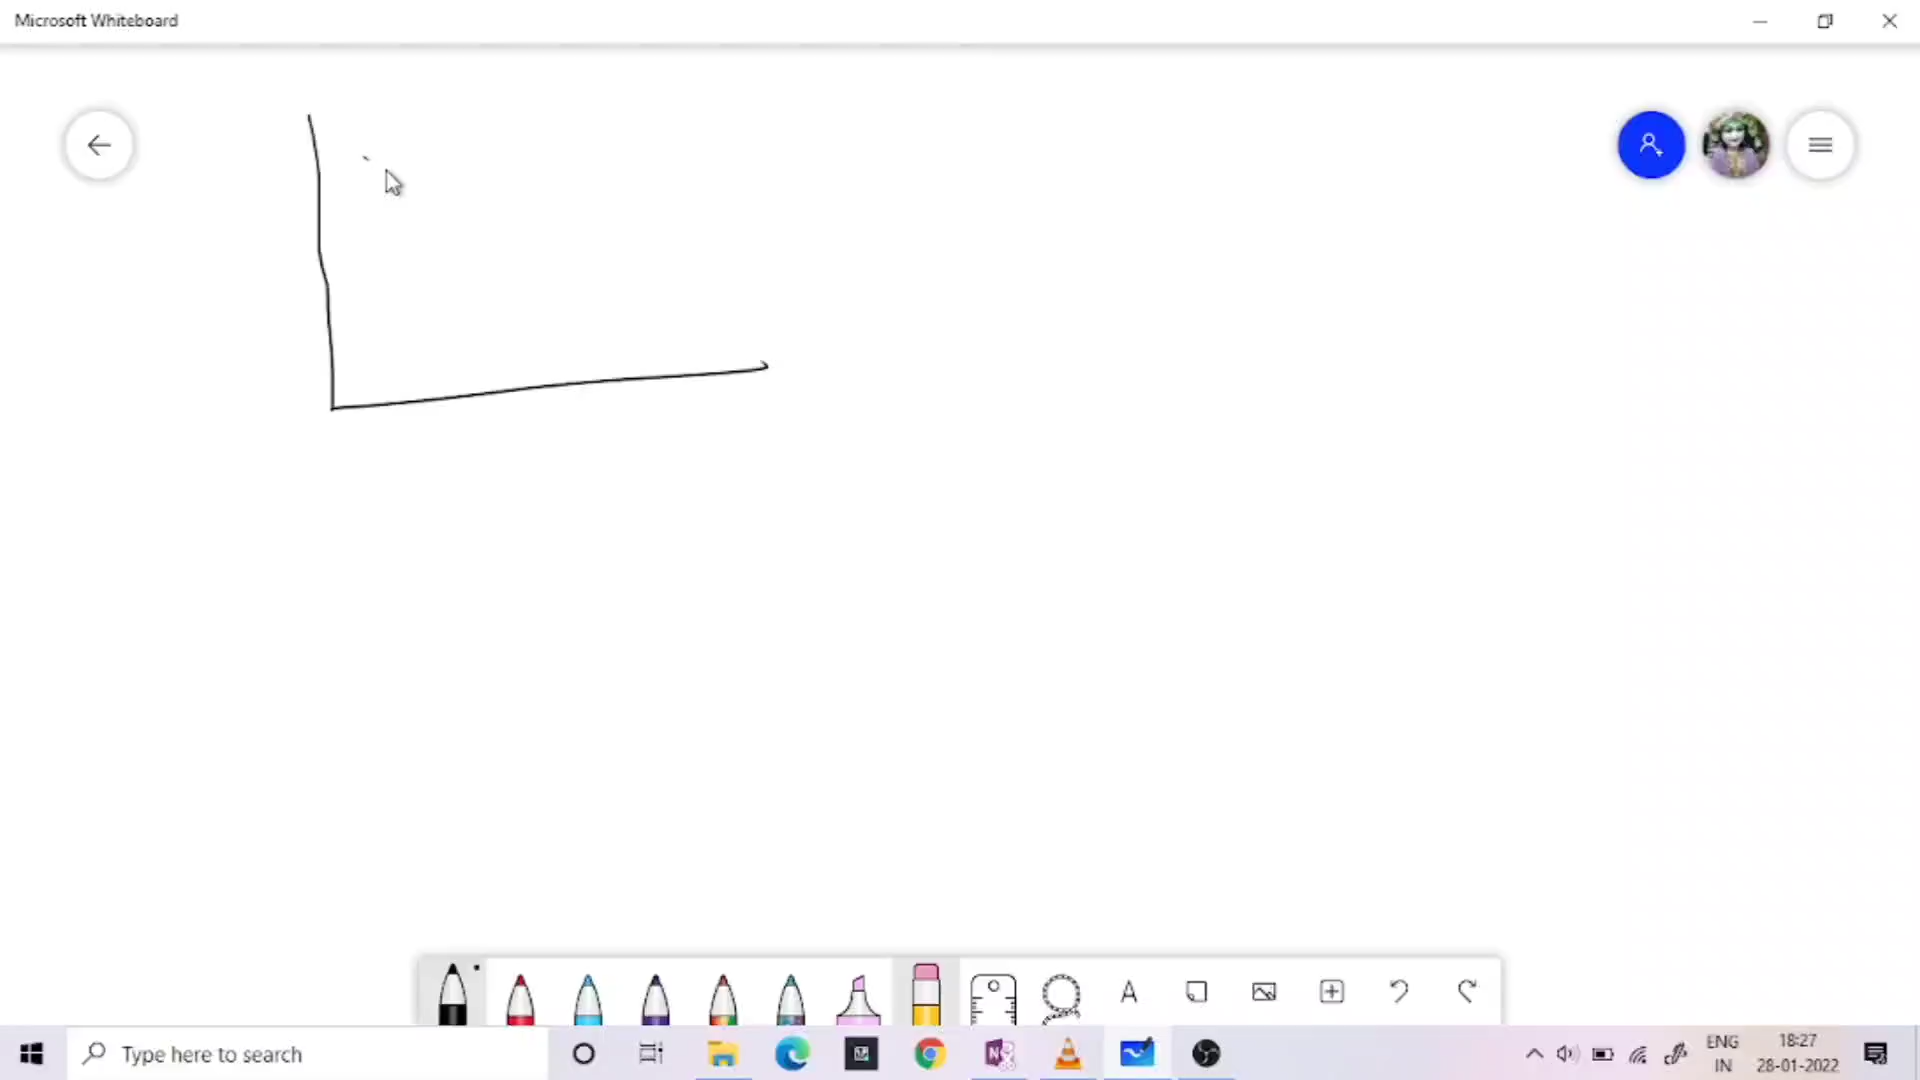 Microsoft Whiteboard
A
Type here to search
ENG
IN
18:27
28-01-2022